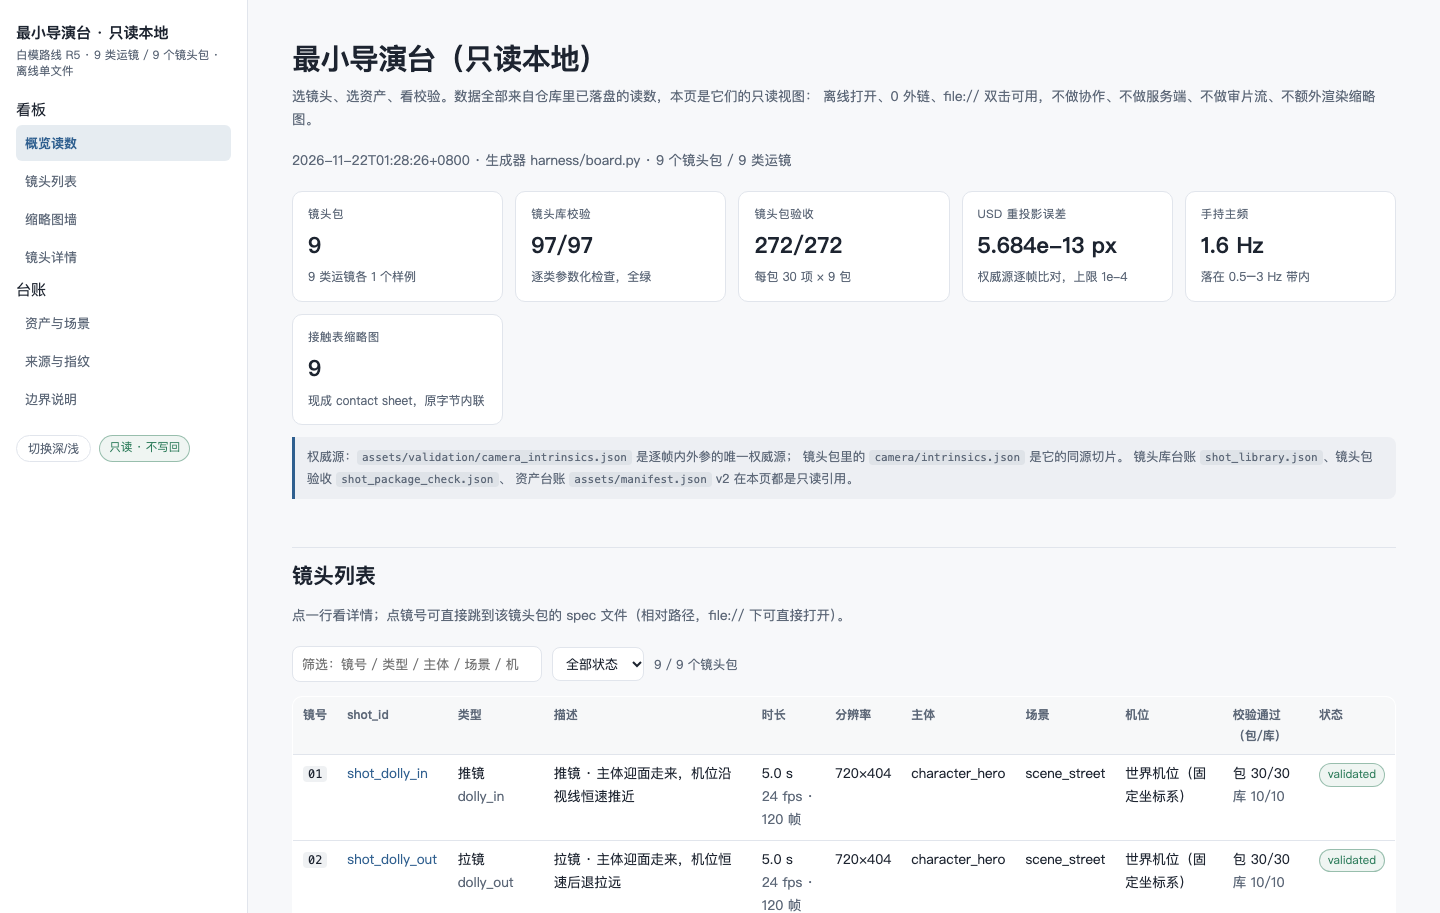 最小导演台 · 只读本地
白模路线 R5 · 9 类运镜 / 9 个镜头包 ·
离线单文件
看板
概览读数
镜头列表
缩略图墙
镜头详情
台账
资产与场景
来源与指纹
边界说明
切换深/浅
只读 · 不写回
最小导演台（只读本地）
选镜头、选资产、看校验。数据全部来自仓库里已落盘的读数，本页是它们的只读视图： 离线打开、0 外链、file:// 双击可用，不做协作、不做服务端、不做审片流、不额外渲染缩略
图。
2026-11-22T01:28:26+0800 · 生成器 harness/board.py · 9 个镜头包 / 9 类运镜
镜头包
9
9 类运镜各 1 个样例
镜头库校验
97/97
逐类参数化检查，全绿
镜头包验收
272/272
每包 30 项 × 9 包
USD 重投影误差
5.684e-13 px
权威源逐帧比对，上限 1e-4
手持主频
1.6 Hz
落在 0.5–3 Hz 带内
接触表缩略图
9
现成 contact sheet，原字节内联
权威源： assets/validation/camera_intrinsics.json 是逐帧内外参的唯一权威源； 镜头包里的 camera/intrinsics.json 是它的同源切片。 镜头库台账 shot_library.json 、镜头包
验收 shot_package_check.json 、 资产台账 assets/manifest.json v2 在本页都是只读引用。
镜头列表
点一行看详情；点镜号可直接跳到该镜头包的 spec 文件（相对路径，file:// 下可直接打开）。
筛选：镜号 / 类型 / 主体 / 场景 / 机
全部状态
9 / 9 个镜头包
镜号 shot_id 类型 描述 时长 分辨率 主体 场景 机位 校验通过 状态
（包/库）
01 shot_dolly_in 推镜 推镜 · 主体迎面走来，机位沿 5.0 s 720×404 character_hero scene_street 世界机位（固 包 30/30 validated
dolly_in 视线恒速推近 24 fps · 定坐标系） 库 10/10
120 帧
02 shot_dolly_out 拉镜 拉镜 · 主体迎面走来，机位恒 5.0 s 720×404 character_hero scene_street 世界机位（固 包 30/30 validated
dolly_out 速后退拉远 24 fps · 定坐标系） 库 10/10
120 帧